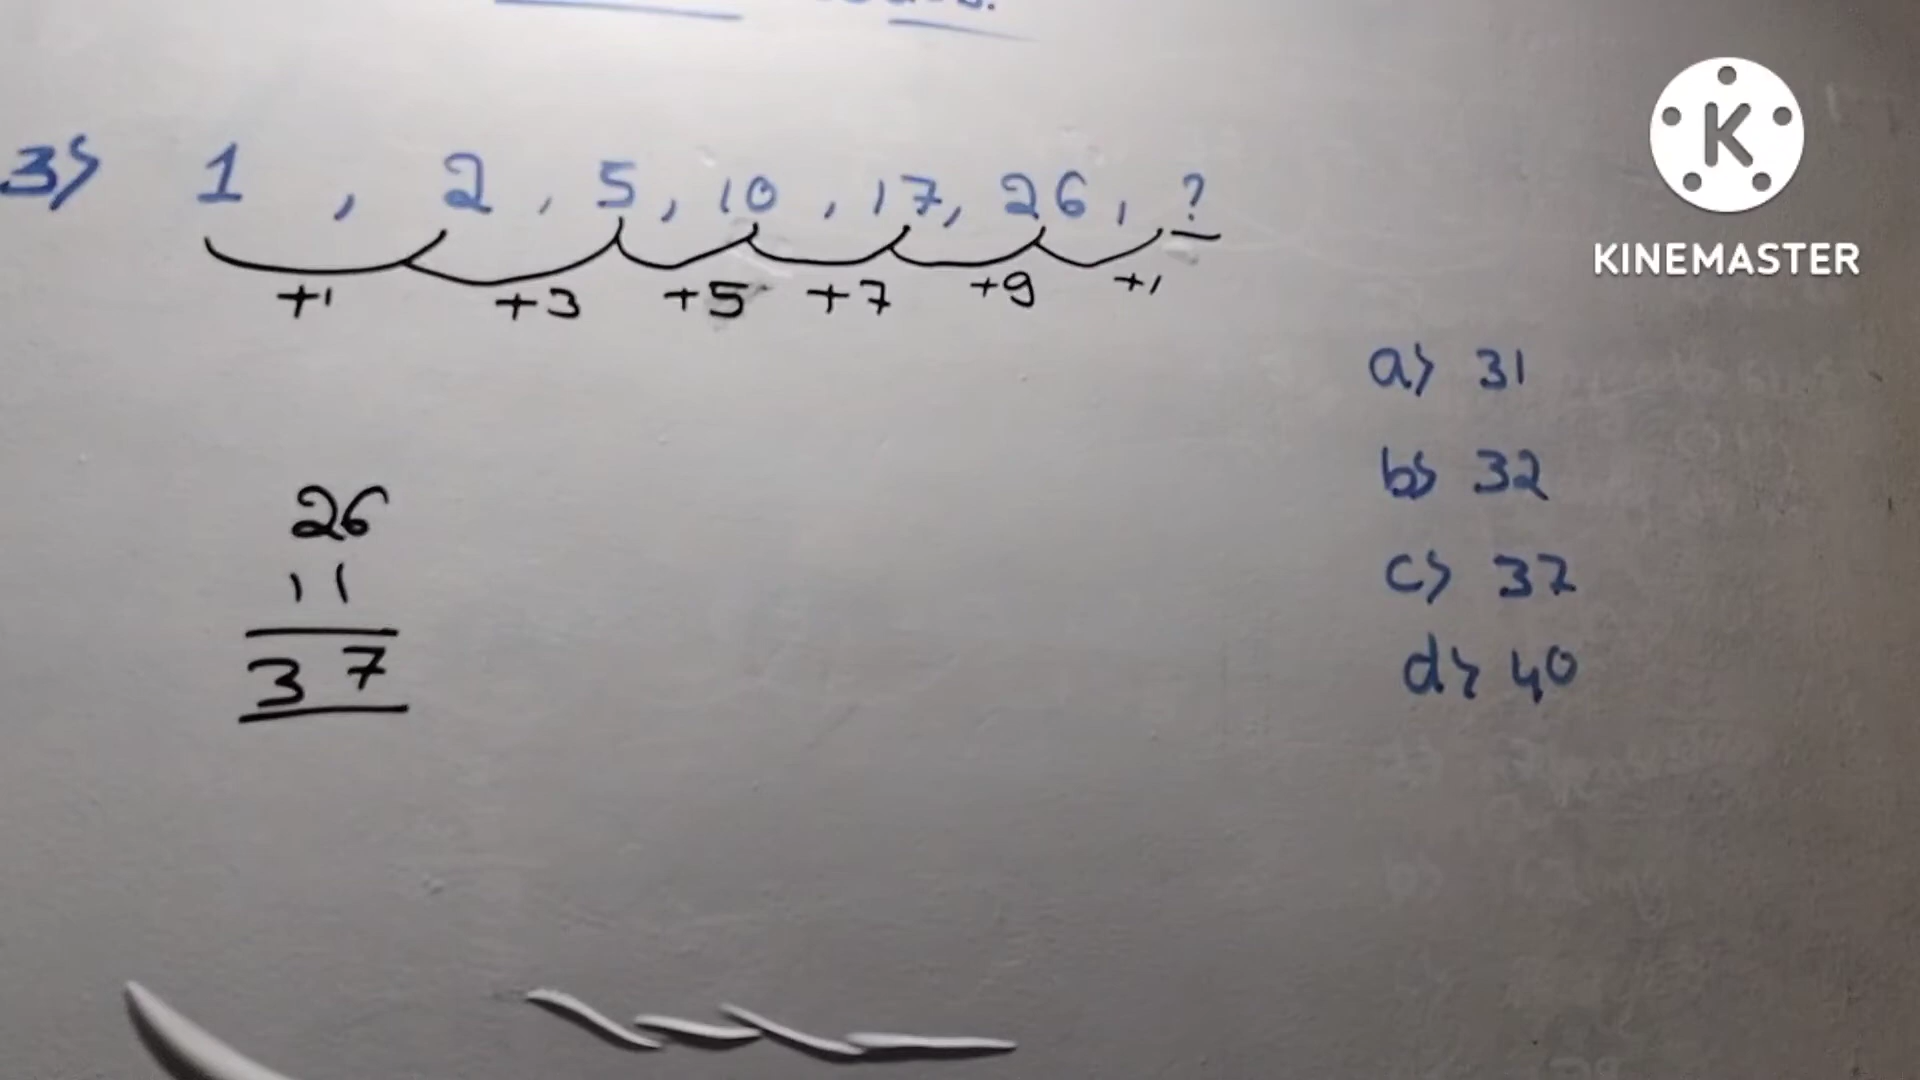 3) 1 , 2 , 5 , 10 , 17 , 26 , ?
+1 +3 +5 +7 +9 +1
K
KINEMASTER
a) 31
b) 32
c) 37
d) 40
26
11
37